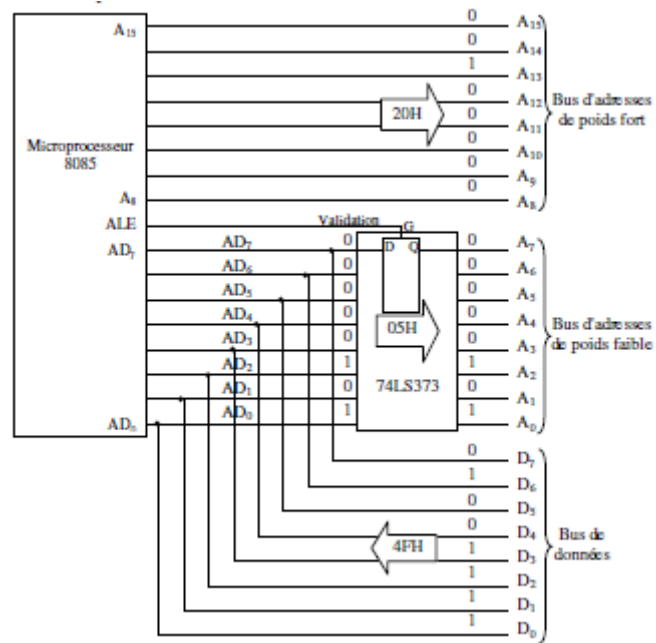 Microprocesseur
8085
A15
A8
ALE
AD7
AD0
0 A15
0 A14
1 A13
0 A12
0 A11
0 A10
0 A9
0 A8
20H
Bus d'adresses
de poids fort
Validation
G
D Q
AD7 0 0 A7
AD6 0 0 A6
AD5 0 0 A5
AD4 0 0 A4
AD3 0 0 A3
AD2 1 1 A2
AD1 0 0 A1
AD0 1 1 A0
05H
74LS373
Bus d'adresses
de poids faible
0 D7
1 D6
0 D5
0 D4
1 D3
1 D2
1 D1
1 D0
4FH
Bus de
données